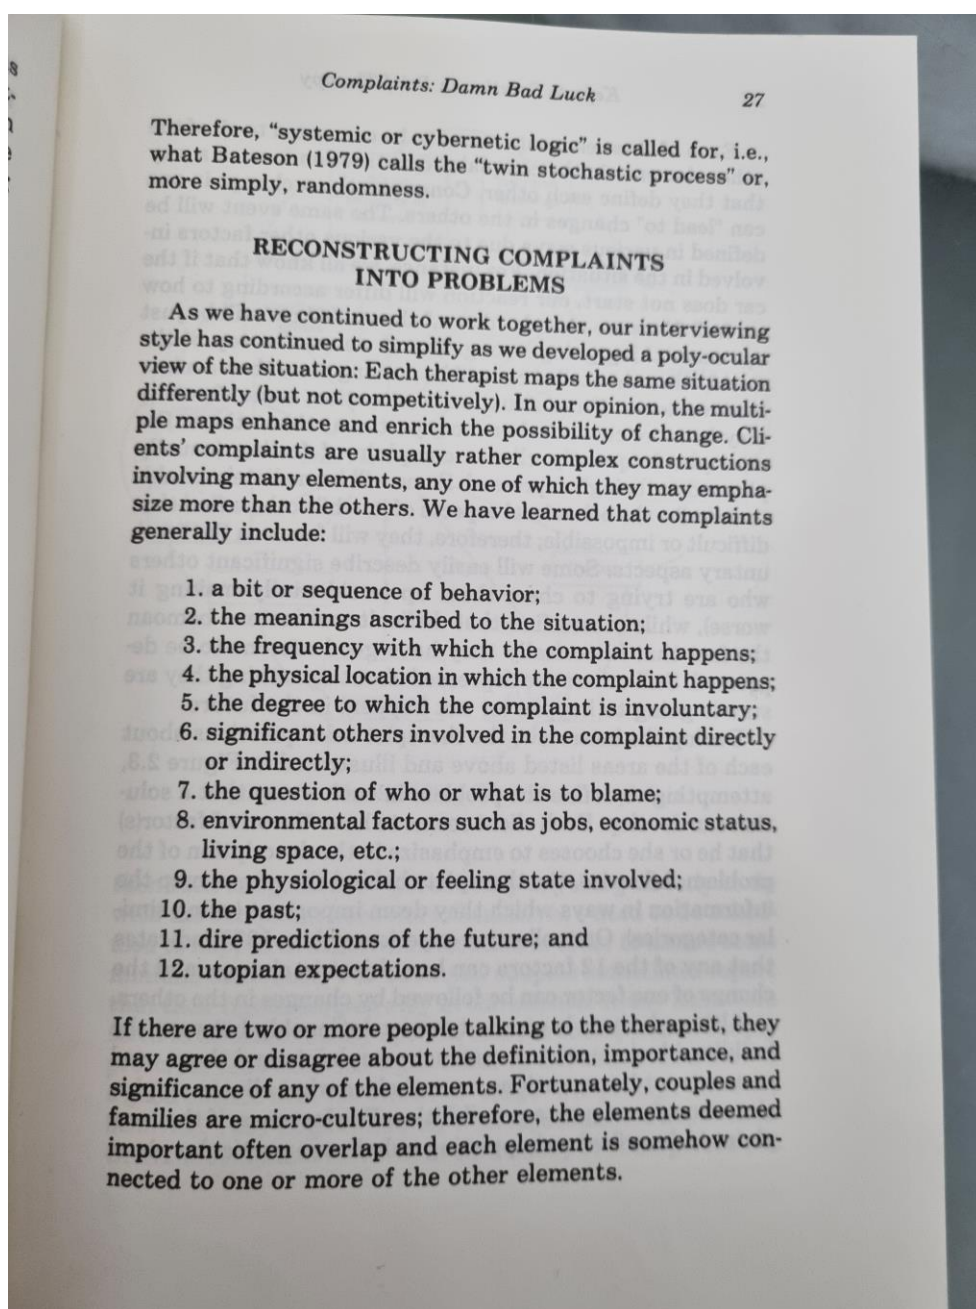 Complaints: Damn Bad Luck 27
Therefore, “systemic or cybernetic logic” is called for, i.e.,
what Bateson (1979) calls the “twin stochastic process” or,
more simply, randomness.
RECONSTRUCTING COMPLAINTS
INTO PROBLEMS
As we have continued to work together, our interviewing
style has continued to simplify as we developed a poly-ocular
view of the situation: Each therapist maps the same situation
differently (but not competitively). In our opinion, the multi-
ple maps enhance and enrich the possibility of change. Cli-
ents’ complaints are usually rather complex constructions
involving many elements, any one of which they may empha-
size more than the others. We have learned that complaints
generally include:
1. a bit or sequence of behavior;
2. the meanings ascribed to the situation;
3. the frequency with which the complaint happens;
4. the physical location in which the complaint happens;
5. the degree to which the complaint is involuntary;
6. significant others involved in the complaint directly
or indirectly;
7. the question of who or what is to blame;
8. environmental factors such as jobs, economic status,
living space, etc.;
9. the physiological or feeling state involved;
10. the past;
11. dire predictions of the future; and
12. utopian expectations.
If there are two or more people talking to the therapist, they
may agree or disagree about the definition, importance, and
significance of any of the elements. Fortunately, couples and
families are micro-cultures; therefore, the elements deemed
important often overlap and each element is somehow con-
nected to one or more of the other elements.